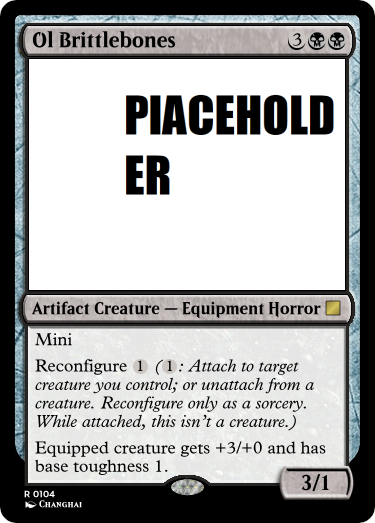 Ol Brittlebones 3
PIACEHOLD
ER
Artifact Creature — Equipment Horror
Mini
Reconfigure 1 (1: Attach to target
creature you control; or unattach from a
creature. Reconfigure only as a sorcery.
While attached, this isn't a creature.)
Equipped creature gets +3/+0 and has
base toughness 1.
3/1
R 0104
Changhai